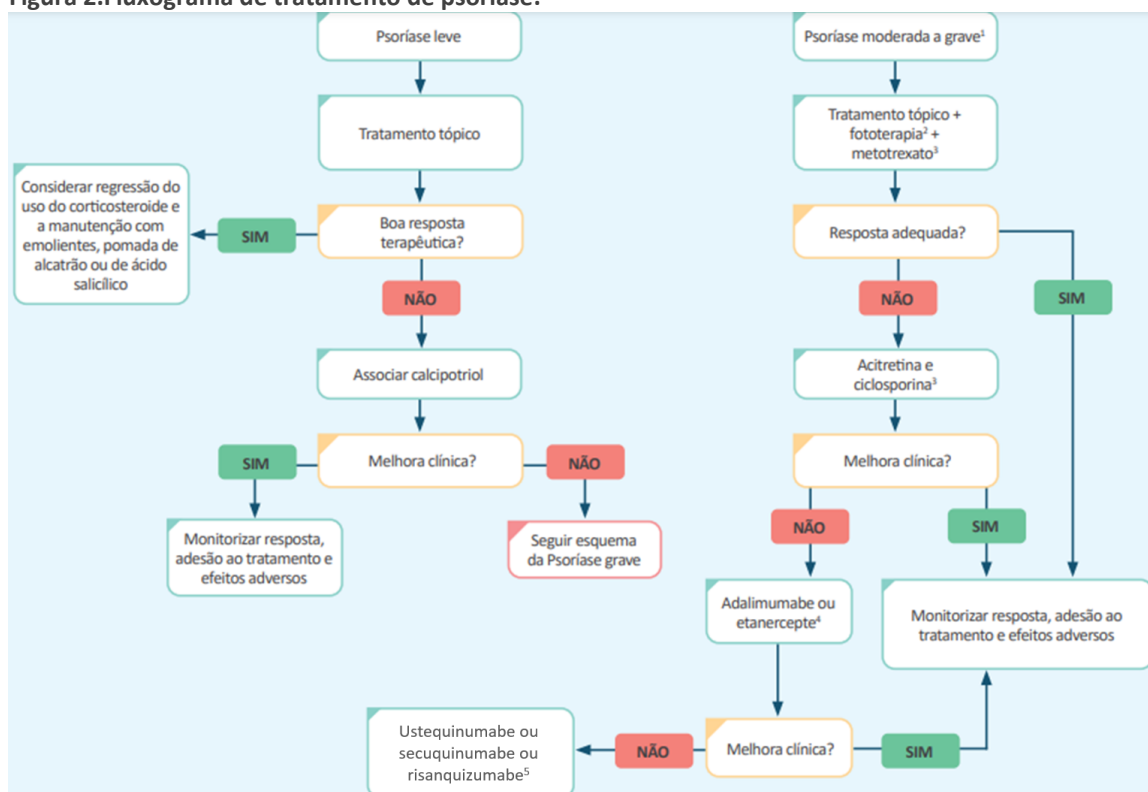 Figura 2.Fluxograma de tratamento de psoríase.
Psoríase leve
Tratamento tópico
Boa resposta
terapêutica?
SIM
Considerar regressão do
uso do corticosteroide e
a manutenção com
emolientes, pomada de
alcatrão ou de ácido
salicílico
NÃO
Associar calcipotriol
Melhora clínica?
SIM
Monitorizar resposta,
adesão ao tratamento e
efeitos adversos
NÃO
Seguir esquema
da Psoríase grave
Psoríase moderada a grave¹
Tratamento tópico +
fototerapia² +
metotrexato³
Resposta adequada?
NÃO
SIM
Acitretina e
ciclosporina³
Melhora clínica?
NÃO
SIM
Adalimumabe ou
etanercepte⁴
Monitorizar resposta, adesão ao
tratamento e efeitos adversos
Melhora clínica?
SIM
NÃO
Ustequinumabe ou
secuquinumabe ou
risanquizumabe⁵